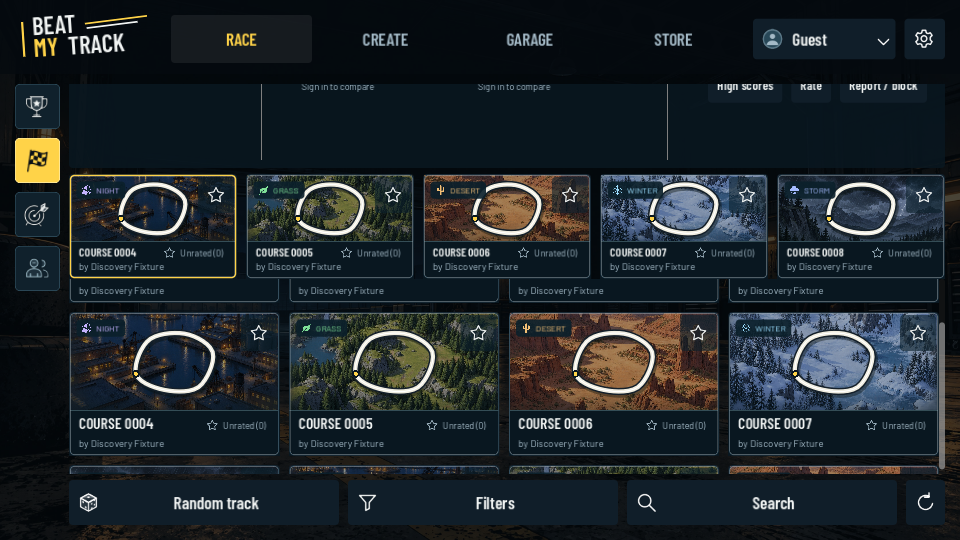 BEAT
MY TRACK
RACE
CREATE
GARAGE
STORE
Guest
Sign in to compare
Sign in to compare
High scores
Rate
Report / block
NIGHT
GRASS
DESERT
WINTER
STORM
COURSE 0004
Unrated(0)
by Discovery Fixture
COURSE 0005
Unrated(0)
by Discovery Fixture
COURSE 0006
Unrated(0)
by Discovery Fixture
COURSE 0007
Unrated(0)
by Discovery Fixture
COURSE 0008
Unrated(0)
by Discovery Fixture
by Discovery Fixture
by Discovery Fixture
by Discovery Fixture
by Discovery Fixture
NIGHT
GRASS
DESERT
WINTER
COURSE 0004
Unrated(0)
by Discovery Fixture
COURSE 0005
Unrated(0)
by Discovery Fixture
COURSE 0006
Unrated(0)
by Discovery Fixture
COURSE 0007
Unrated(0)
by Discovery Fixture
Random track
Filters
Search